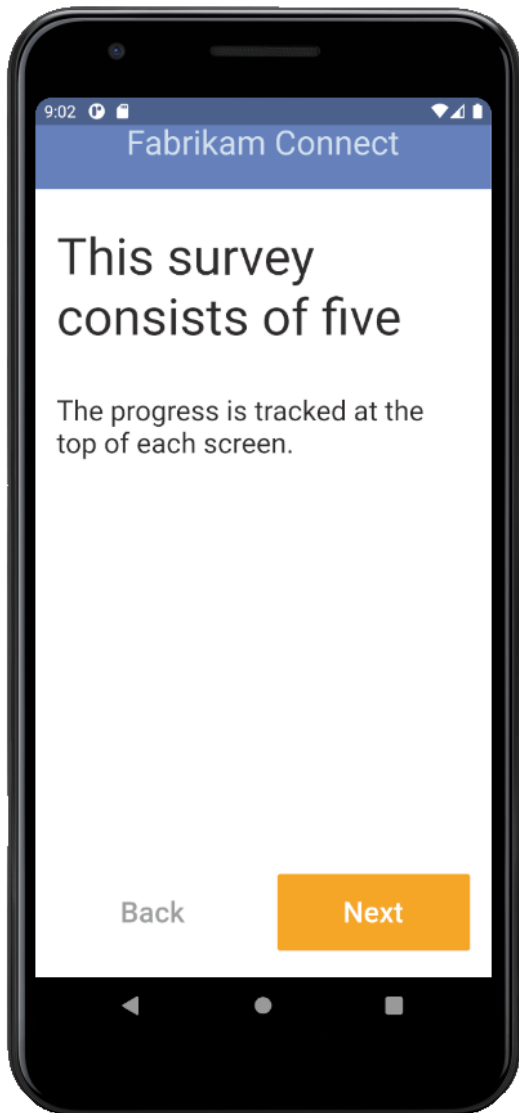 9:02
Fabrikam Connect
This survey
consists of five
The progress is tracked at the
top of each screen.
Back
Next